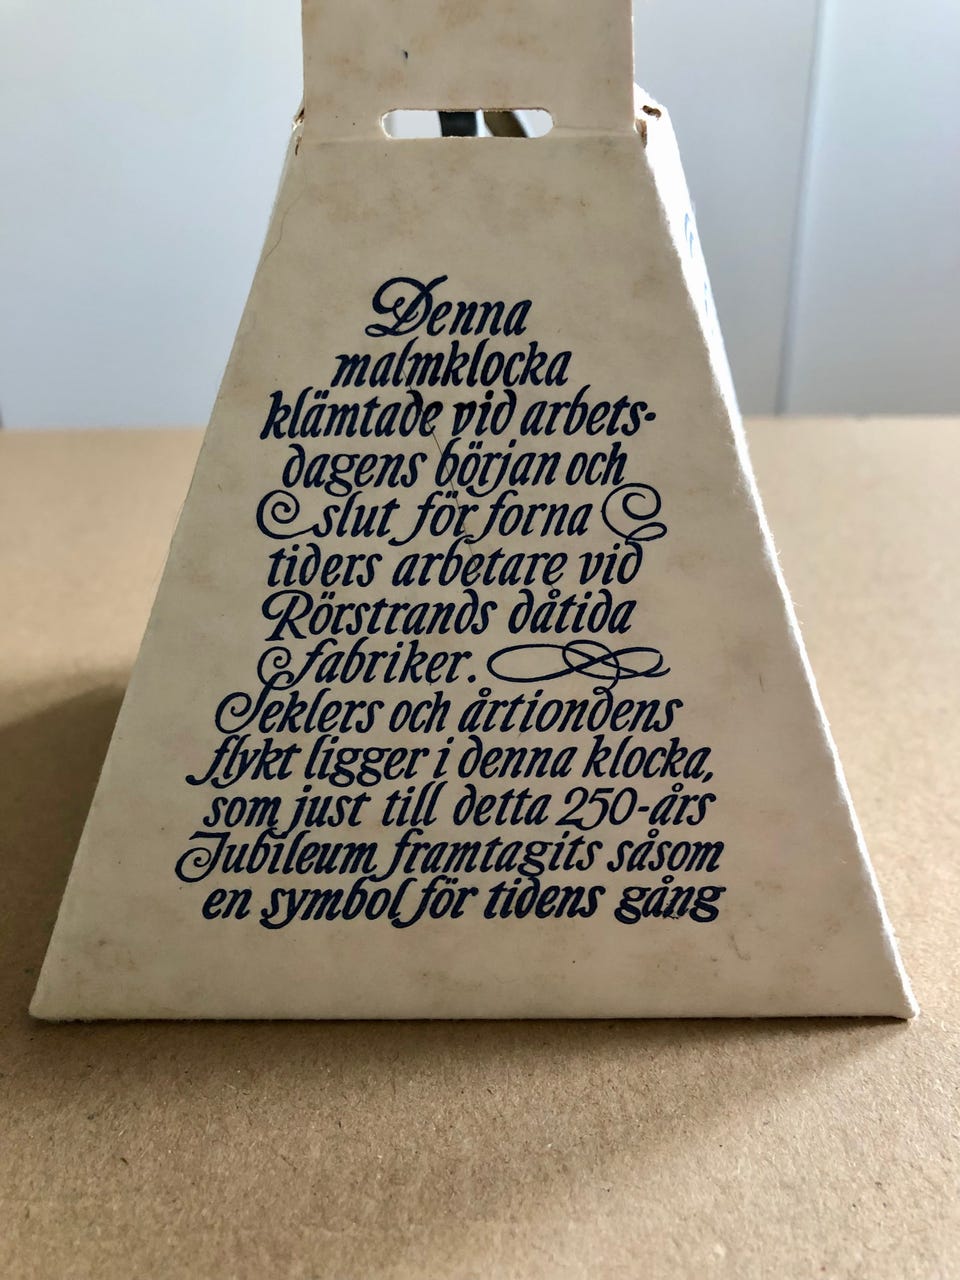 Denna
malmklocka
klämtade vid arbets-
dagens början och
slut för forna
tiders arbetare vid
Rörstrands dåtida
fabriker.
Seklers och årtiondens
flykt ligger i denna klocka,
som just till detta 250-års
Jubileum framtagits såsom
en symbol för tidens gång